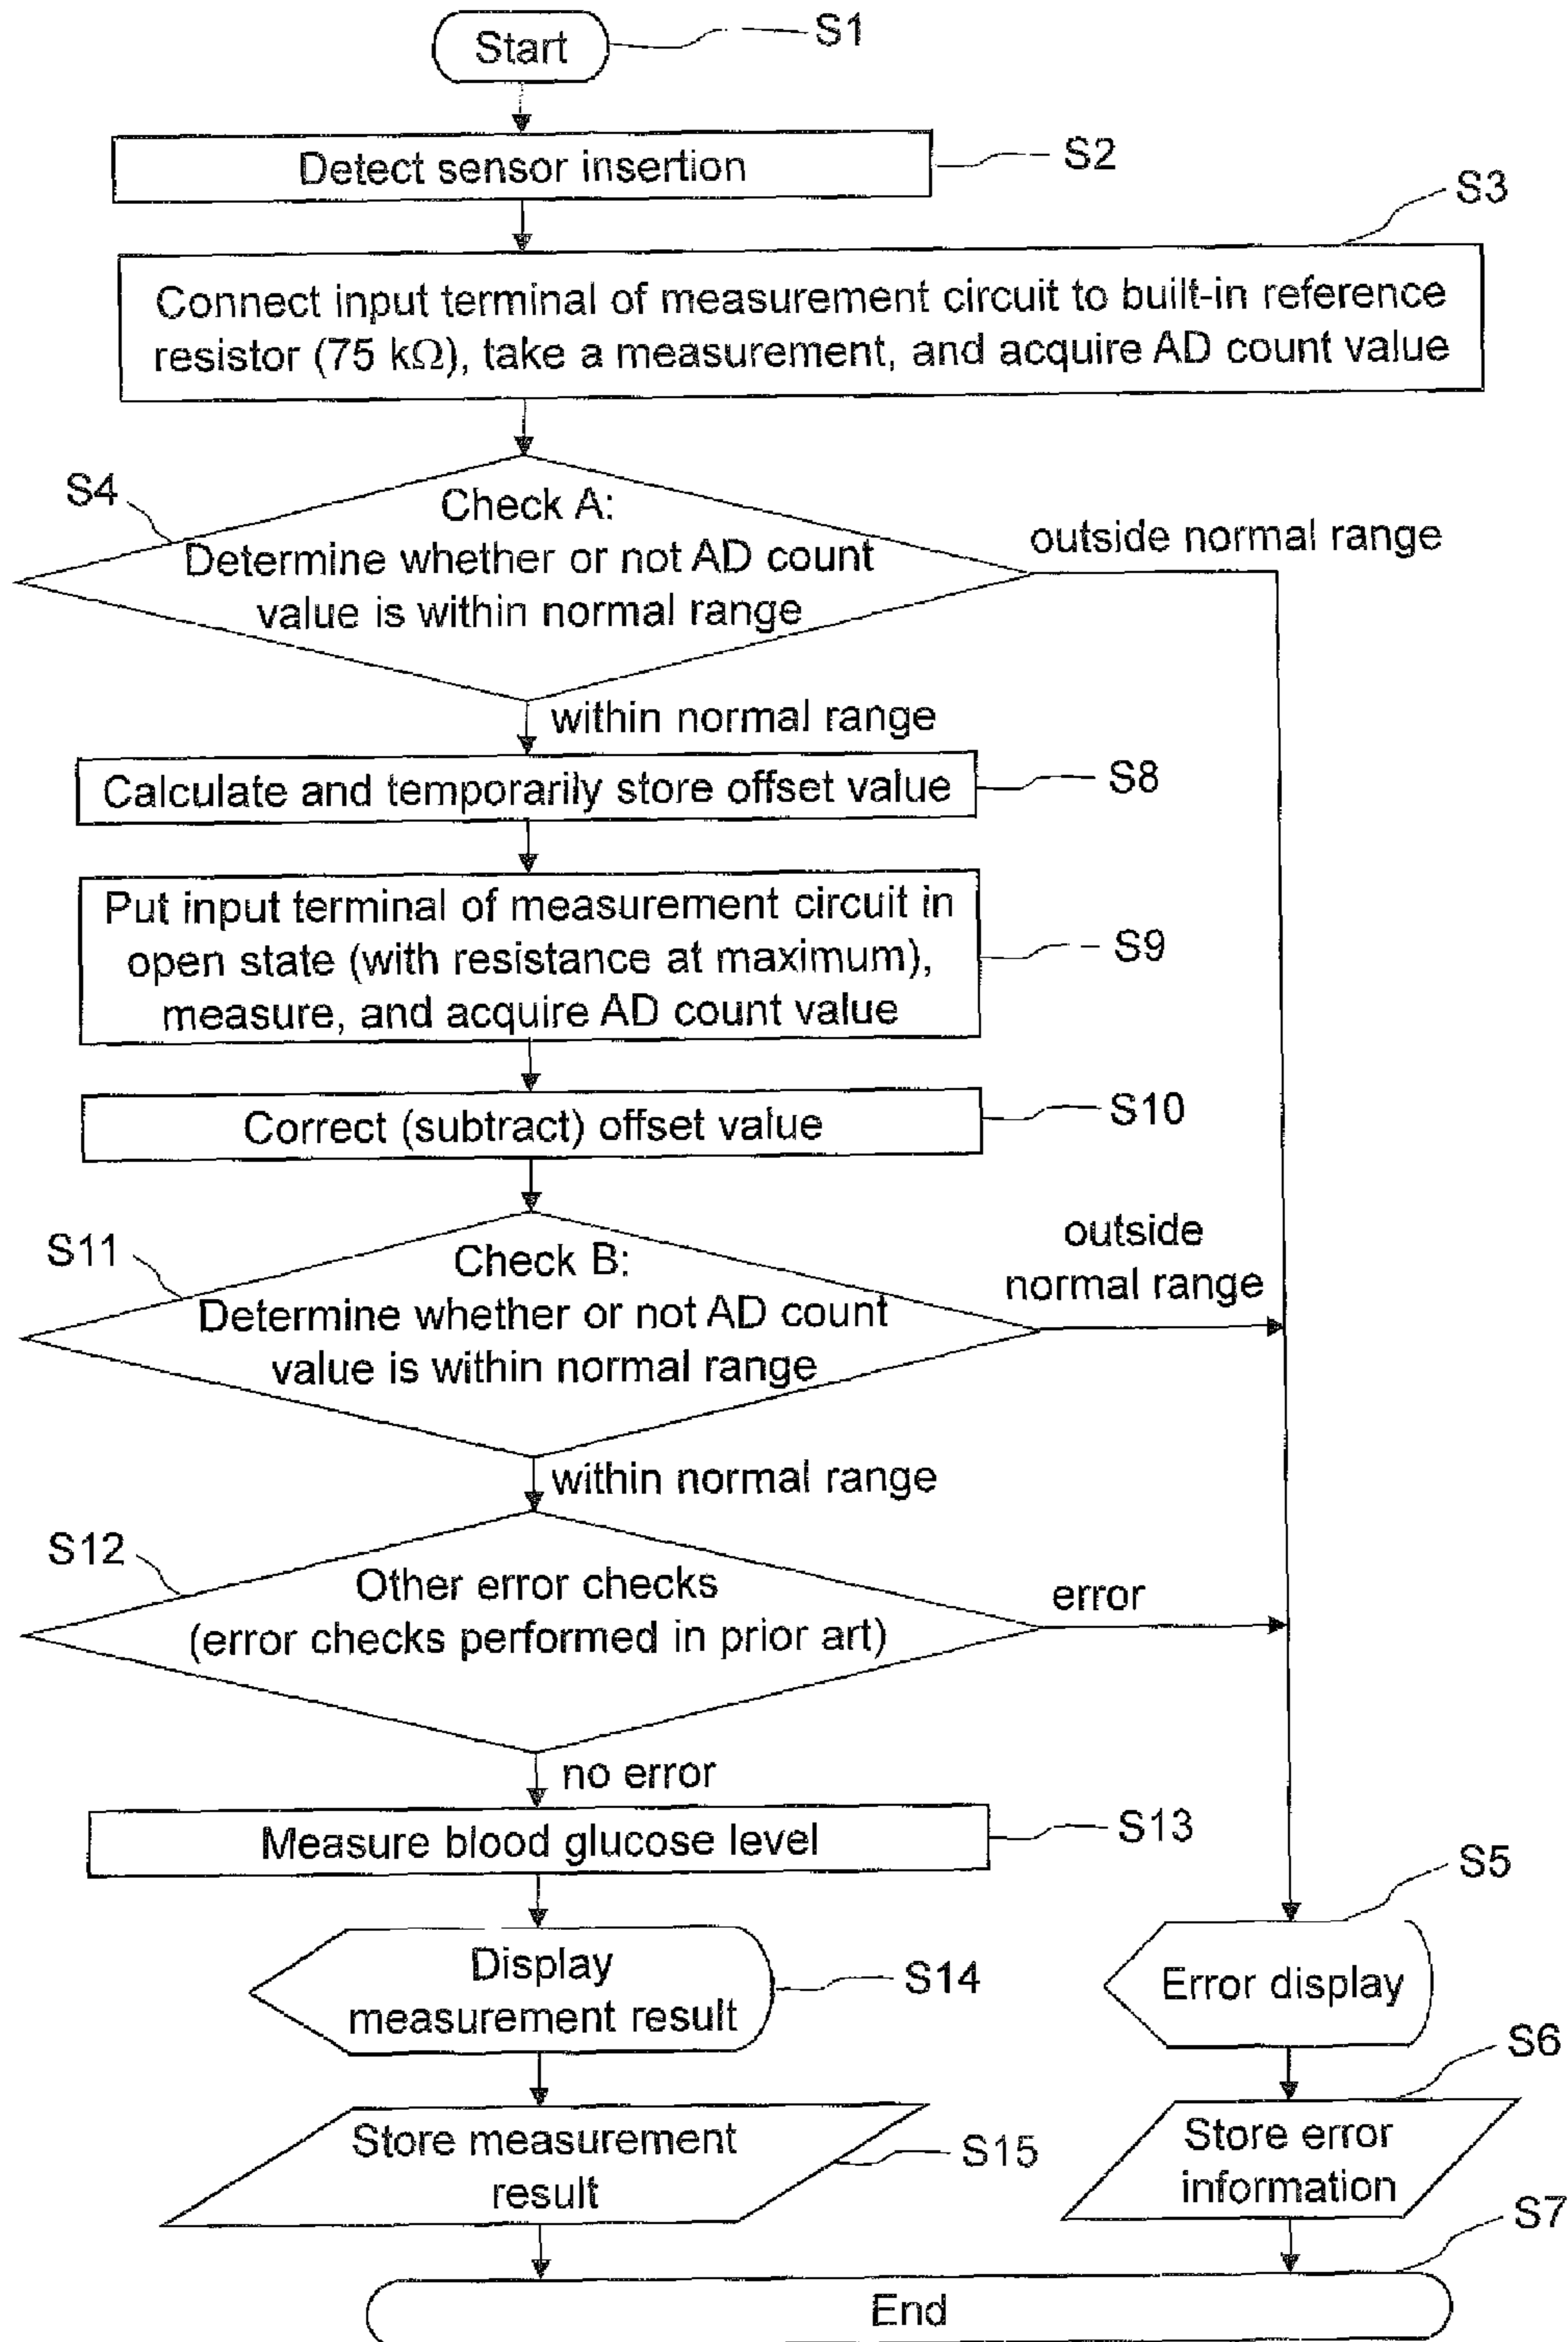 Start
S1
Detect sensor insertion
S2
S3
Connect input terminal of measurement circuit to built-in reference
resistor (75 kΩ), take a measurement, and acquire AD count value
S4
Check A:
Determine whether or not AD count
value is within normal range
outside normal range
within normal range
Calculate and temporarily store offset value
S8
Put input terminal of measurement circuit in
open state (with resistance at maximum),
measure, and acquire AD count value
S9
Correct (subtract) offset value
S10
S11
Check B:
Determine whether or not AD count
value is within normal range
outside
normal range
within normal range
S12
Other error checks
(error checks performed in prior art)
error
no error
Measure blood glucose level
S13
Display
measurement result
S14
S5
Error display
S6
Store measurement
result
S15
Store error
information
S7
End